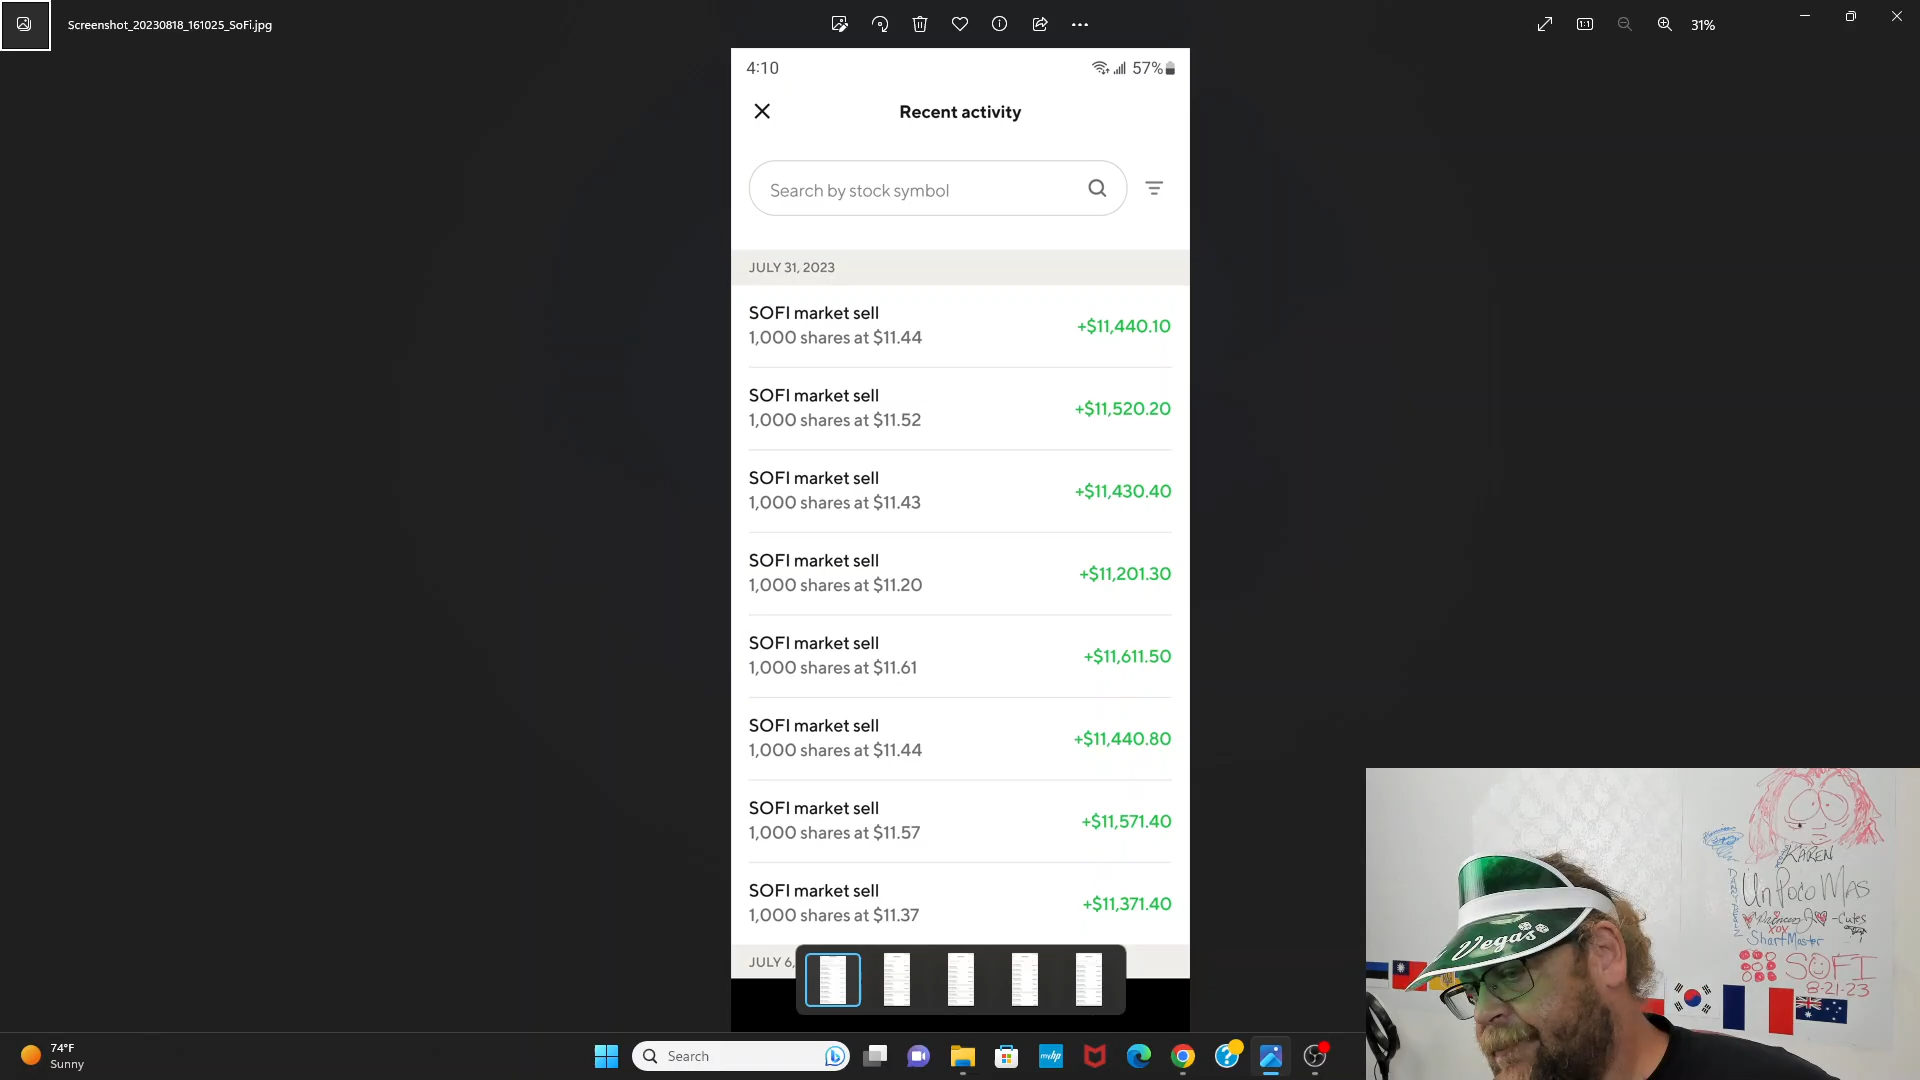 Screenshot_20230818_161025_SoFi.jpg
31%
4:10
57%
Recent activity
Search by stock symbol
JULY 31, 2023
SOFI market sell
1,000 shares at $11.44
+$11,440.10
SOFI market sell
1,000 shares at $11.52
+$11,520.20
SOFI market sell
1,000 shares at $11.43
+$11,430.40
SOFI market sell
1,000 shares at $11.20
+$11,201.30
SOFI market sell
1,000 shares at $11.61
+$11,611.50
SOFI market sell
1,000 shares at $11.44
+$11,440.80
SOFI market sell
1,000 shares at $11.57
+$11,571.40
SOFI market sell
1,000 shares at $11.37
+$11,371.40
JULY 6,
KAREN
Un Poco Mas
-Cutes
XOX
ShartMaster
SOFI
8-21-23
Vegas
74°F
Sunny
Search
myhp